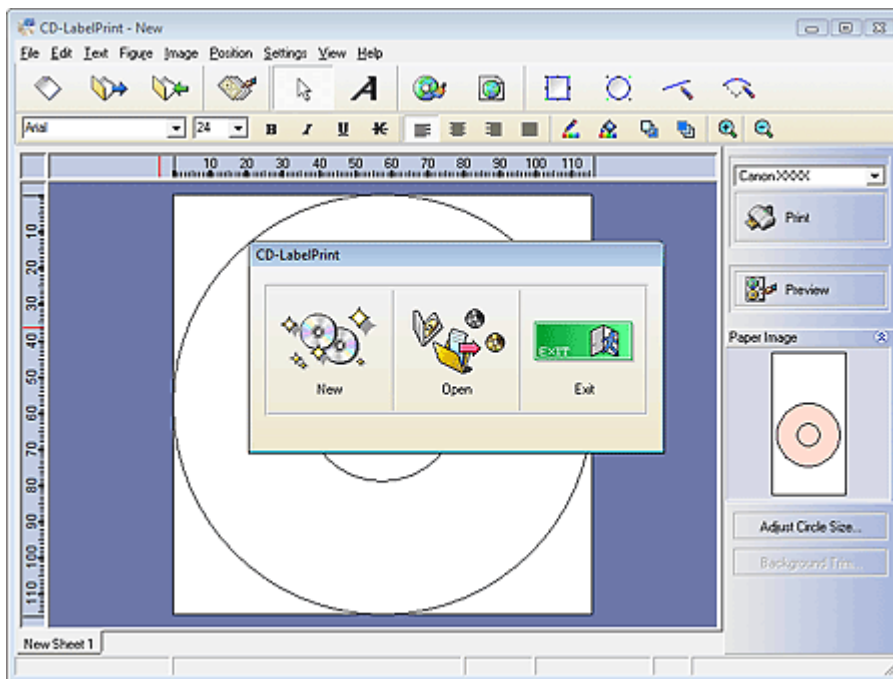 CD-LabelPrint - New
File Edit Text Figure Image Position Settings View Help
Arial 24 B I U K
10 20 30 40 50 60 70 80 90 100 110
10
20
30
40
50
60
70
80
90
100
110
CD-LabelPrint
EXIT
New Open Exit
Canon XXXX
Print
Preview
Paper Image
Adjust Circle Size...
Background Trim...
New Sheet 1